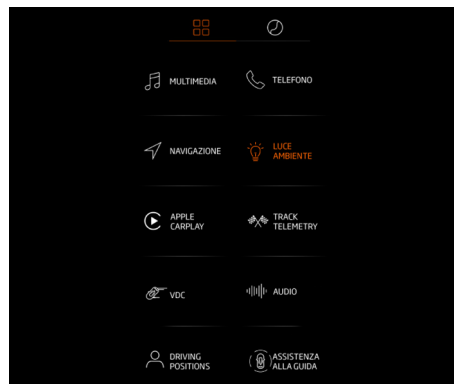 MULTIMEDIA
TELEFONO
NAVIGAZIONE
LUCE
AMBIENTE
APPLE
CARPLAY
TRACK
TELEMETRY
VDC
AUDIO
DRIVING
POSITIONS
ASSISTENZA
ALLA GUIDA